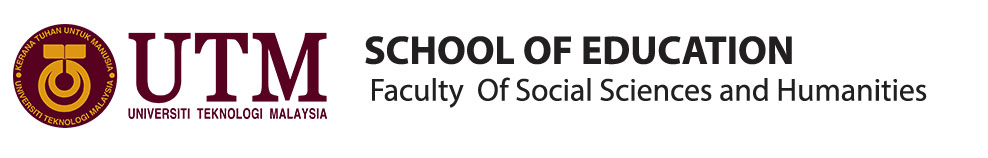 KERANA TUHAN UNTUK MANUSIA
• UNIVERSITI TEKNOLOGI MALAYSIA •
UTM
UNIVERSITI TEKNOLOGI MALAYSIA
SCHOOL OF EDUCATION
Faculty Of Social Sciences and Humanities